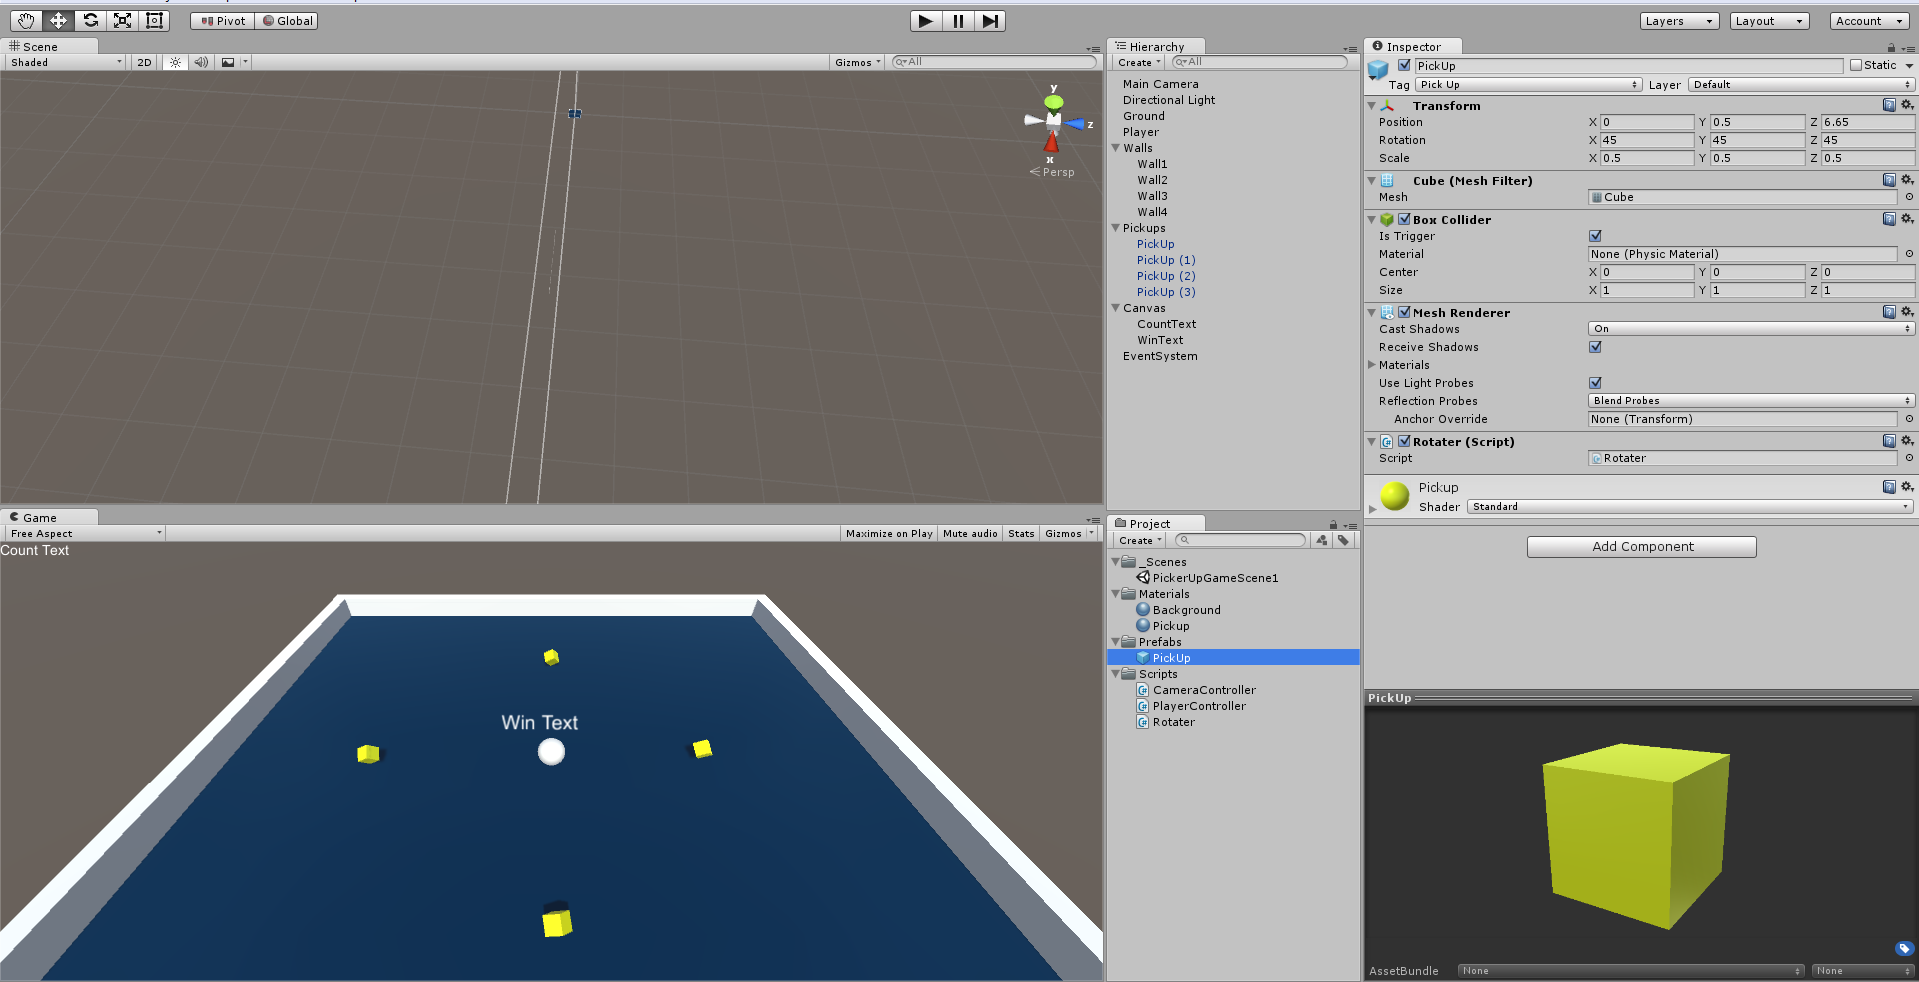 Pivot Global Layers Layout Account
Scene
Shaded 2D Gizmos All
y
z
x
Persp
Game
Free Aspect Maximize on Play Mute audio Stats Gizmos
Count Text
Win Text
Hierarchy
Create All
Main Camera
Directional Light
Ground
Player
Walls
Wall1
Wall2
Wall3
Wall4
Pickups
PickUp
PickUp (1)
PickUp (2)
PickUp (3)
Canvas
CountText
WinText
EventSystem
Project
Create
_Scenes
PickerUpGameScene1
Materials
Background
Pickup
Prefabs
PickUp
Scripts
CameraController
PlayerController
Rotater
Inspector
PickUp Static
Tag Pick Up Layer Default
Transform
Position X 0 Y 0.5 Z 6.65
Rotation X 45 Y 45 Z 45
Scale X 0.5 Y 0.5 Z 0.5
Cube (Mesh Filter)
Mesh Cube
Box Collider
Is Trigger
Material None (Physic Material)
Center X 0 Y 0 Z 0
Size X 1 Y 1 Z 1
Mesh Renderer
Cast Shadows On
Receive Shadows
Materials
Use Light Probes
Reflection Probes Blend Probes
Anchor Override None (Transform)
Rotater (Script)
Script Rotater
Pickup
Shader Standard
Add Component
PickUp
AssetBundle None None